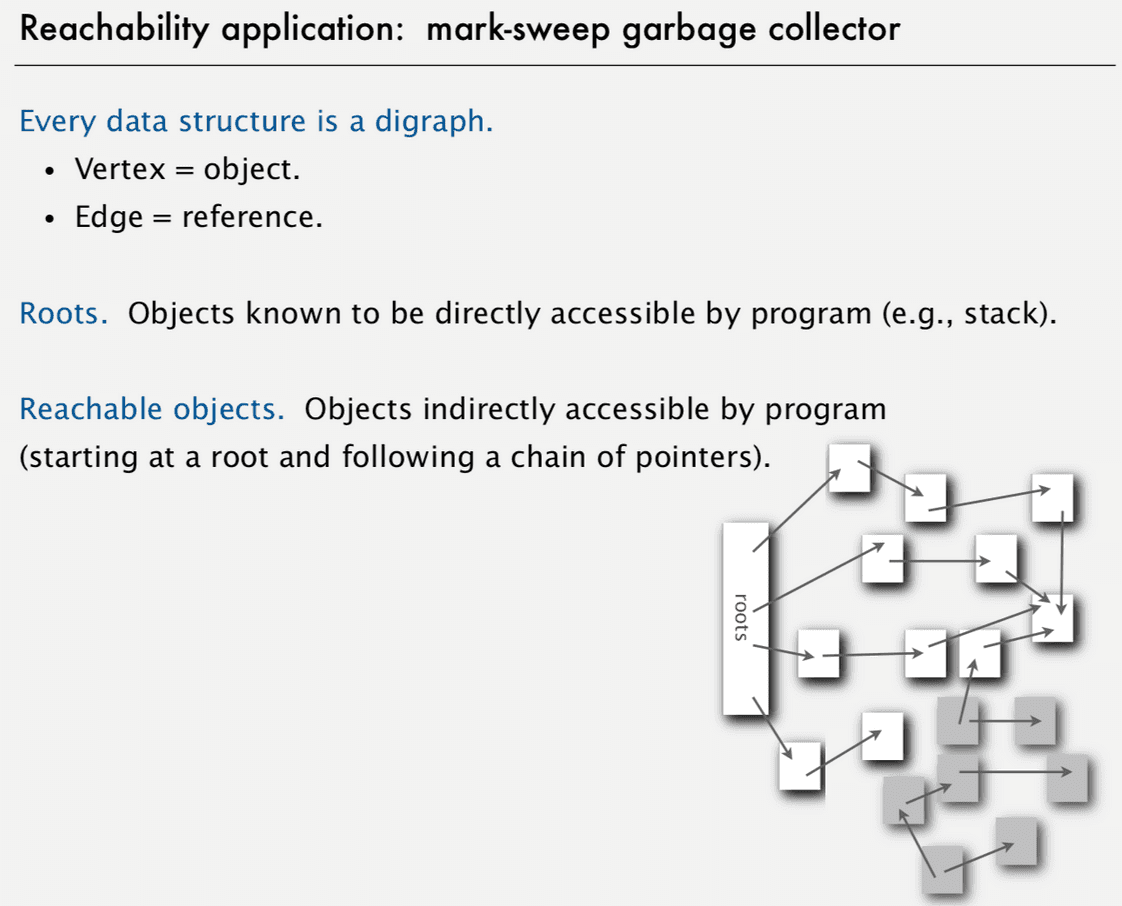 Reachability application: mark-sweep garbage collector
Every data structure is a digraph.
• Vertex = object.
• Edge = reference.
Roots. Objects known to be directly accessible by program (e.g., stack).
Reachable objects. Objects indirectly accessible by program
(starting at a root and following a chain of pointers).
roots